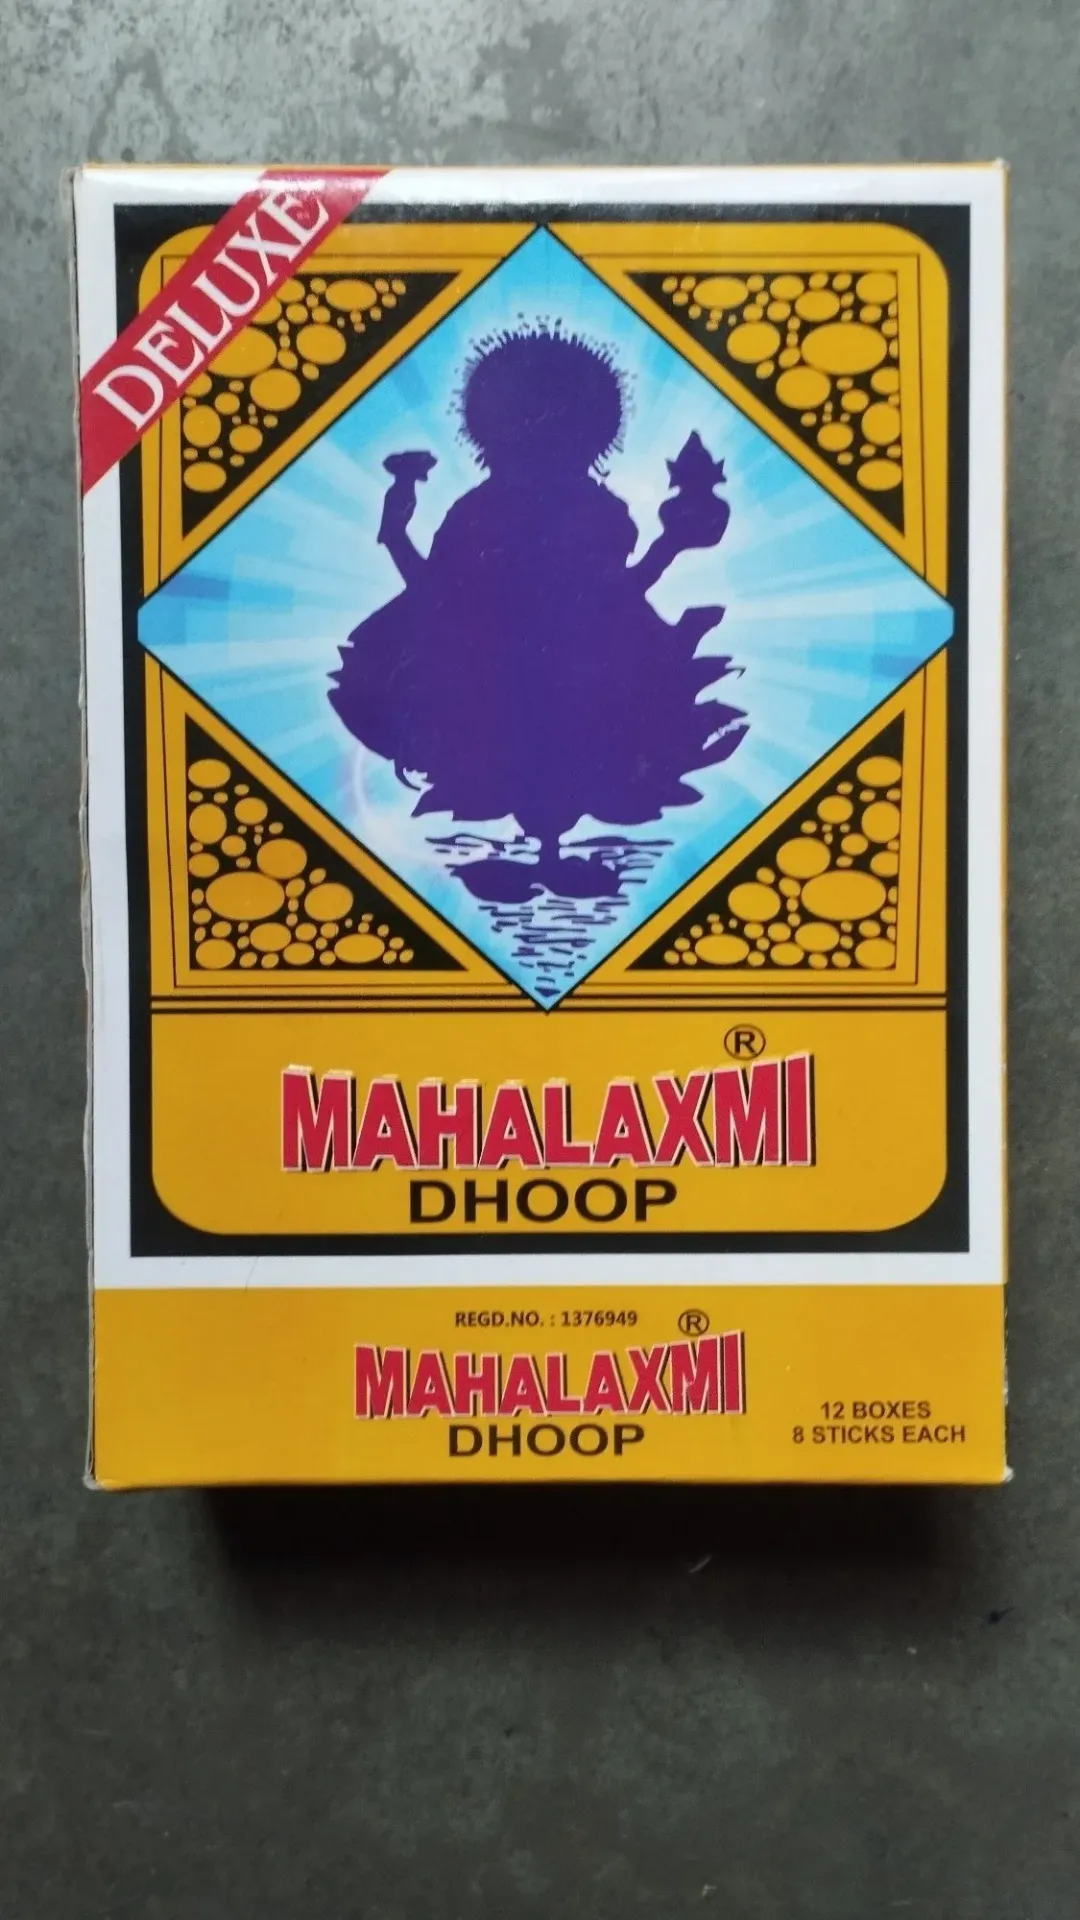 DELUXE
MAHALAXMI ®
DHOOP
REGD.NO. : 1376949
MAHALAXMI ®
DHOOP
12 BOXES
8 STICKS EACH